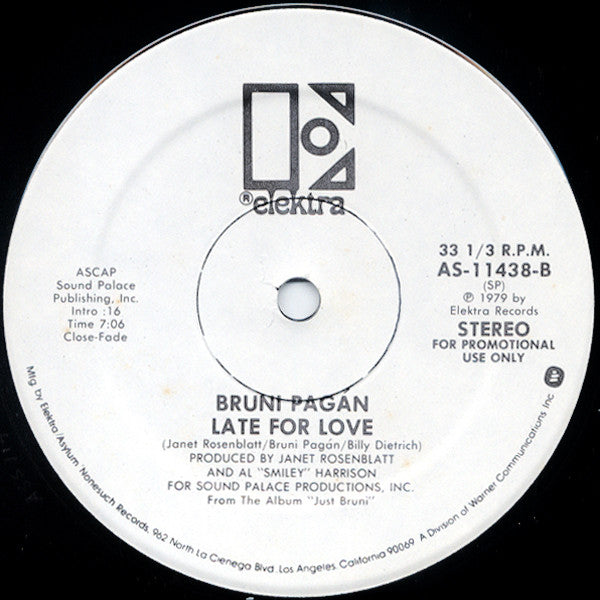 ®elektra
ASCAP
Sound Palace
Publishing, Inc.
Intro :16
Time 7:06
Close-Fade
33 1/3 R.P.M.
AS-11438-B
(SP)
℗ 1979 by
Elektra Records
STEREO
FOR PROMOTIONAL
USE ONLY
BRUNI PAGÁN
LATE FOR LOVE
(Janet Rosenblatt/Bruni Pagán/Billy Dietrich)
PRODUCED BY JANET ROSENBLATT
AND AL "SMILEY" HARRISON
FOR SOUND PALACE PRODUCTIONS, INC.
From The Album "Just Bruni"
Mfg. by Elektra/Asylum/Nonesuch Records, 962 North La Cienega Blvd., Los Angeles, California 90069. A Division of Warner Communications Inc